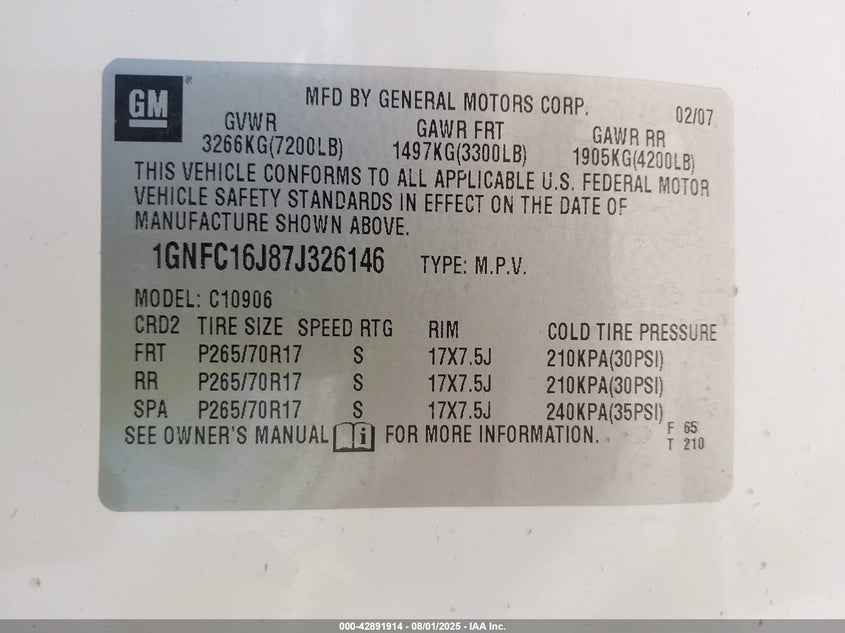 GM ®
MFD BY GENERAL MOTORS CORP. 02/07
GVWR GAWR FRT GAWR RR
3266KG(7200LB) 1497KG(3300LB) 1905KG(4200LB)
THIS VEHICLE CONFORMS TO ALL APPLICABLE U.S. FEDERAL MOTOR
VEHICLE SAFETY STANDARDS IN EFFECT ON THE DATE OF
MANUFACTURE SHOWN ABOVE.
1GNFC16J87J326146 TYPE: M.P.V.
MODEL: C10906
CRD2 TIRE SIZE SPEED RTG RIM COLD TIRE PRESSURE
FRT P265/70R17 S 17X7.5J 210KPA(30PSI)
RR P265/70R17 S 17X7.5J 210KPA(30PSI)
SPA P265/70R17 S 17X7.5J 240KPA(35PSI)
SEE OWNER'S MANUAL i FOR MORE INFORMATION. F 65
T 210
000-42891914 - 08/01/2025 - IAA Inc.